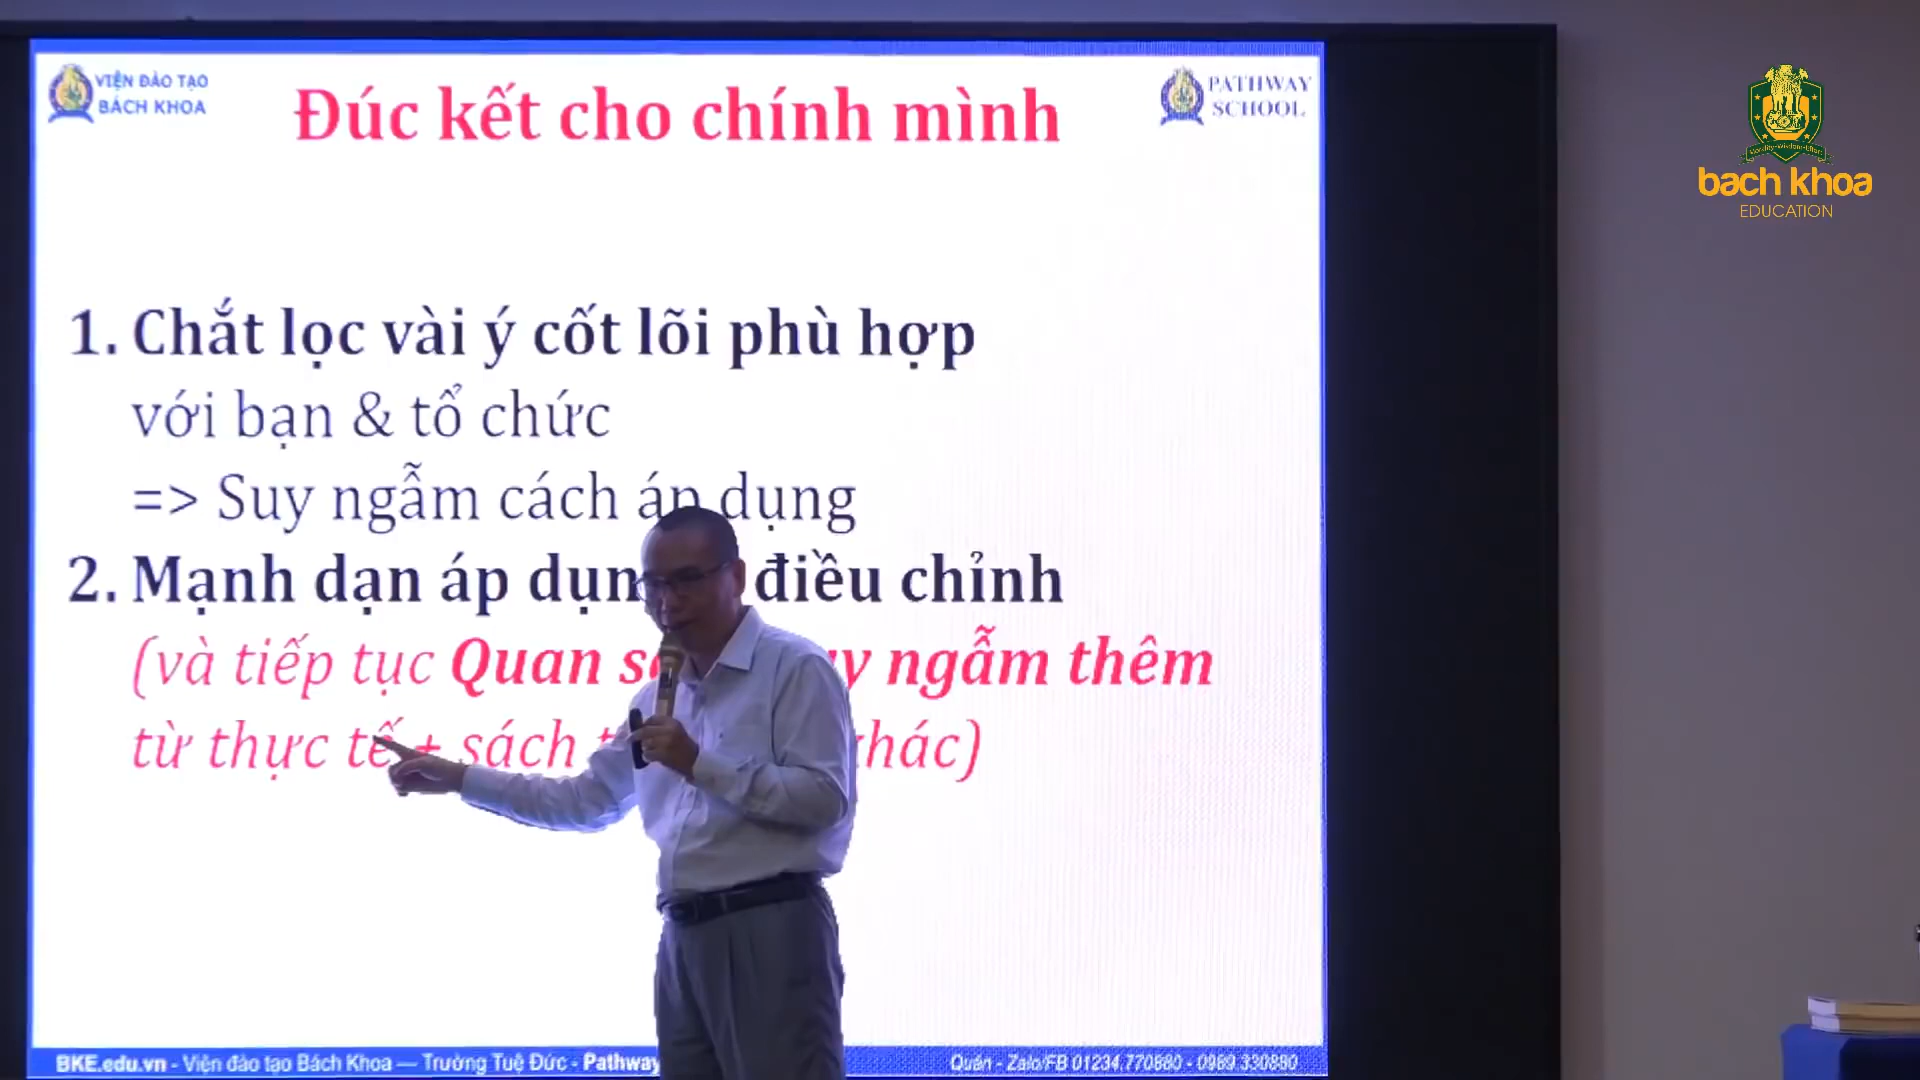 VIỆN ĐÀO TẠO
BÁCH KHOA
Đúc kết cho chính mình
PATHWAY
SCHOOL
bach khoa
EDUCATION
1. Chắt lọc vài ý cốt lõi phù hợp
với bạn & tổ chức
=> Suy ngẫm cách áp dụng
2. Mạnh dạn áp điều chỉnh
(và tiếp tục Quan ngẫm thêm
từ thực tế + sách khác)
BKE.edu.vn - Viện đào tạo Bách Khoa — Trường Tuệ Đức - Pathway
Quán - Zalo/FB 01234.770880 - 0989.330880